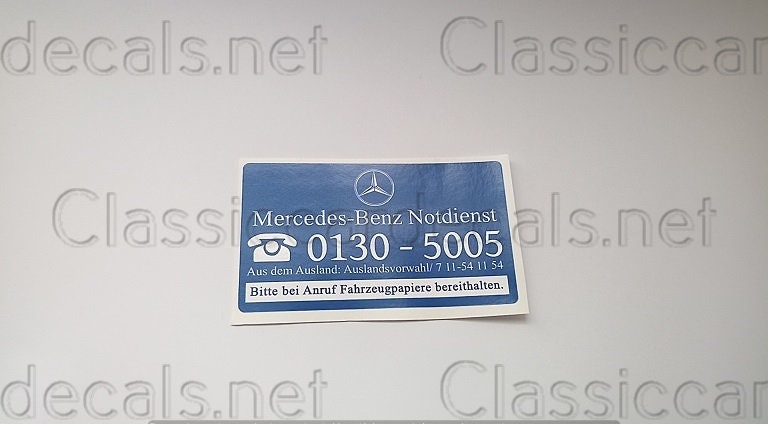 decals.net Classiccar
Mercedes-Benz Notdienst
0130 - 5005
Aus dem Ausland: Auslandsvorwahl/ 7 11-54 11 54
Bitte bei Anruf Fahrzeugpapiere bereithalten.
Classiccardecals.net
decals.net Classiccar